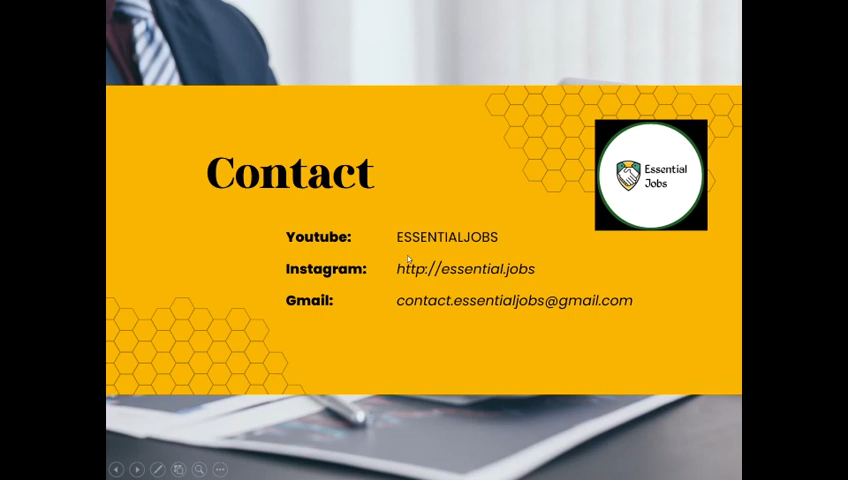 Contact
Essential
Jobs
Youtube: ESSENTIALJOBS
Instagram: http://essential.jobs
Gmail: contact.essentialjobs@gmail.com